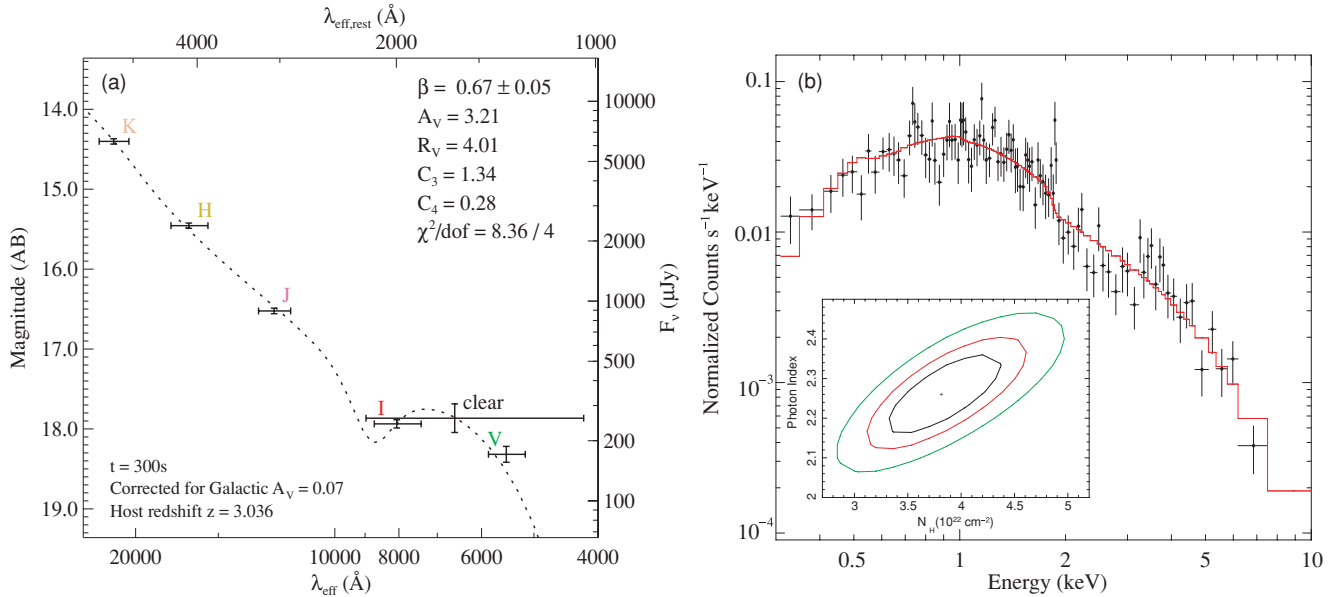 λeff,rest (Å)
4000 2000 1000
(a)
β = 0.67 ± 0.05
AV = 3.21
RV = 4.01
C3 = 1.34
C4 = 0.28
χ²/dof = 8.36 / 4
K
H
J
I
clear
V
t = 300s
Corrected for Galactic AV = 0.07
Host redshift z = 3.036
Magnitude (AB)
14.0
15.0
16.0
17.0
18.0
19.0
Fν (μJy)
10000
5000
2000
1000
500
200
100
20000 10000 8000 6000 4000
λeff (Å)
(b)
Normalized Counts s⁻¹ keV⁻¹
0.1
0.01
10⁻³
10⁻⁴
Photon Index
2.4
2.3
2.2
2.1
2
3 3.5 4 4.5 5
NH (10²² cm⁻²)
0.5 1 2 5 10
Energy (keV)